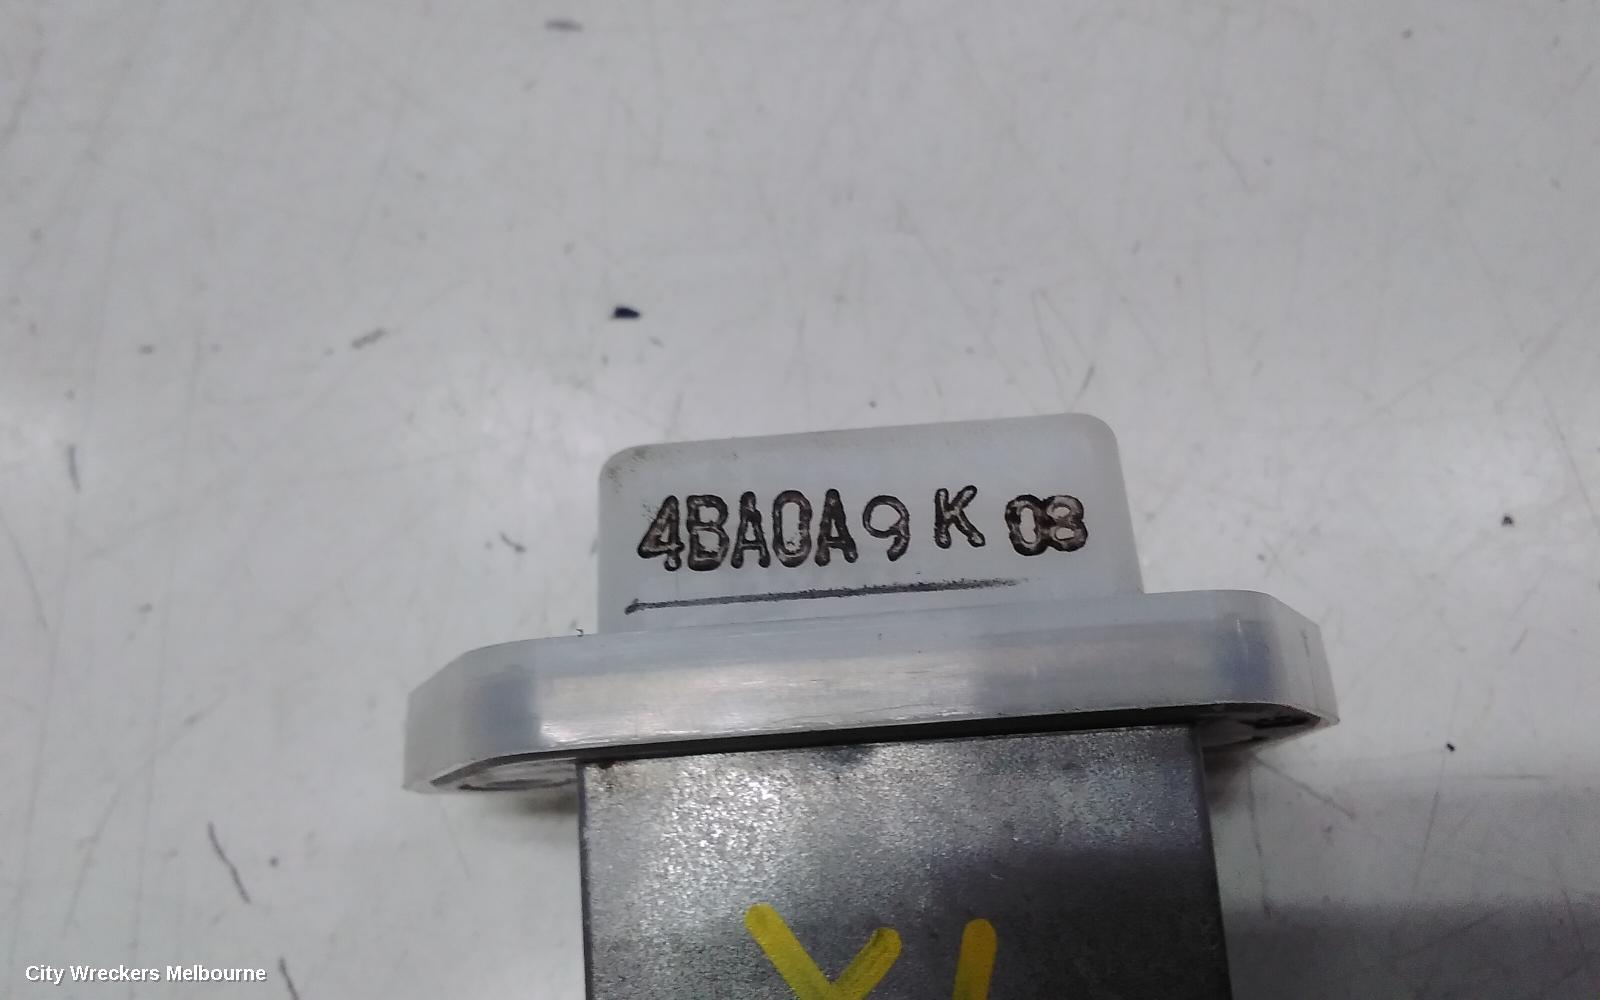 4BA0A9 K 08
City Wreckers Melbourne